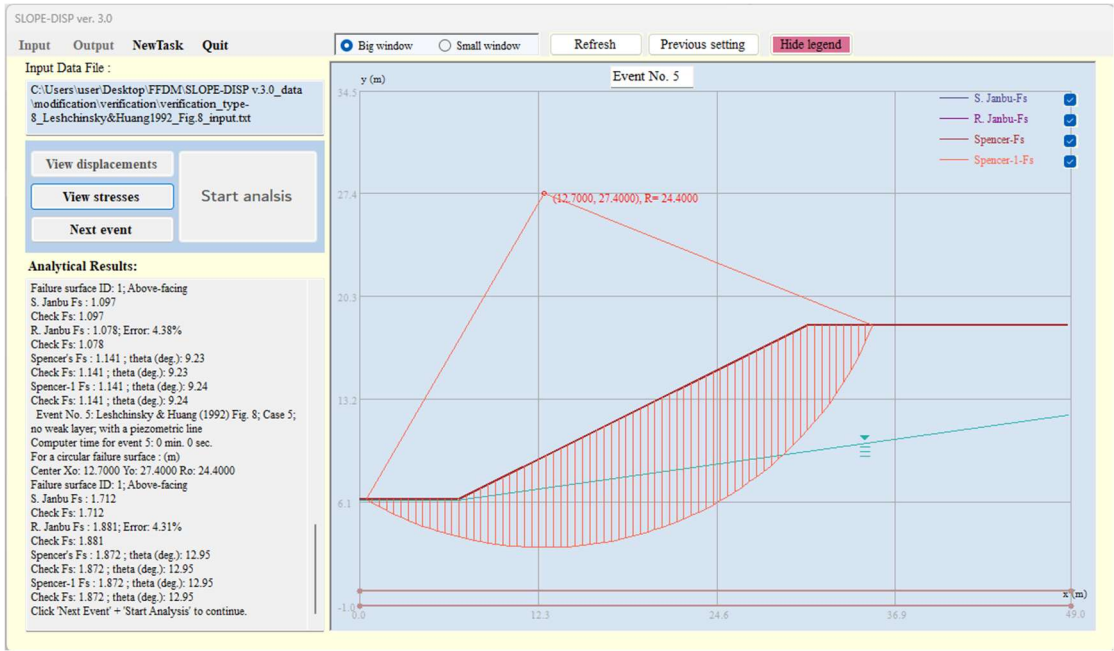 SLOPE-DISP ver. 3.0
Input Output NewTask Quit
Big window Small window Refresh Previous setting Hide legend
Input Data File :
C:\Users\user\Desktop\FFDM\SLOPE-DISP v.3.0_data
\modification\verification\verification_type-
8_Leshchinsky&Huang1992_Fig.8_input.txt
View displacements
View stresses
Next event
Start analsis
Analytical Results:
Failure surface ID: 1; Above-facing
S. Janbu Fs : 1.097
Check Fs: 1.097
R. Janbu Fs : 1.078; Error: 4.38%
Check Fs: 1.078
Spencer's Fs : 1.141 ; theta (deg.): 9.23
Check Fs: 1.141 ; theta (deg.): 9.23
Spencer-1 Fs : 1.141 ; theta (deg.): 9.24
Check Fs: 1.141 ; theta (deg.): 9.24
Event No. 5: Leshchinsky & Huang (1992) Fig. 8; Case 5;
no weak layer; with a piezometric line
Computer time for event 5: 0 min. 0 sec.
For a circular failure surface : (m)
Center Xo: 12.7000 Yo: 27.4000 Ro: 24.4000
Failure surface ID: 1; Above-facing
S. Janbu Fs : 1.712
Check Fs: 1.712
R. Janbu Fs : 1.881; Error: 4.31%
Check Fs: 1.881
Spencer's Fs : 1.872 ; theta (deg.): 12.95
Check Fs: 1.872 ; theta (deg.): 12.95
Spencer-1 Fs : 1.872 ; theta (deg.): 12.95
Check Fs: 1.872 ; theta (deg.): 12.95
Click 'Next Event' + 'Start Analysis' to continue.
y (m)
Event No. 5
34.5
S. Janbu-Fs
R. Janbu-Fs
Spencer-Fs
Spencer-1-Fs
27.4
(12.7000, 27.4000), R= 24.4000
20.3
13.2
6.1
-1.0
x (m)
0.0 12.3 24.6 36.9 49.0